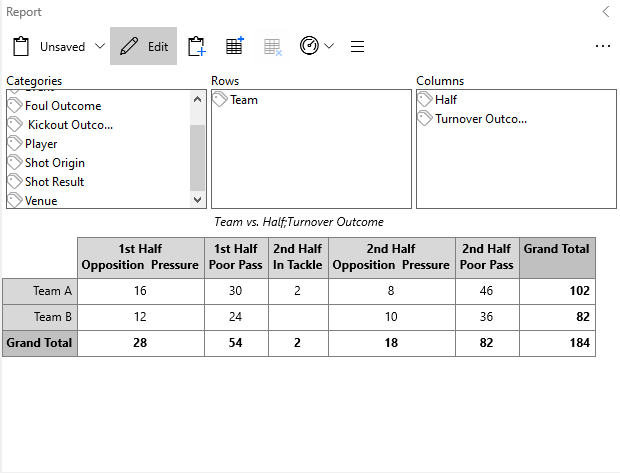 Report
Unsaved Edit
Categories Rows Columns
Foul Outcome
Kickout Outco...
Player
Shot Origin
Shot Result
Venue
Team
Half
Turnover Outco...
Team vs. Half;Turnover Outcome
1st Half 1st Half 2nd Half 2nd Half 2nd Half Grand Total
Opposition Pressure Poor Pass In Tackle Opposition Pressure Poor Pass
Team A 16 30 2 8 46 102
Team B 12 24 10 36 82
Grand Total 28 54 2 18 82 184